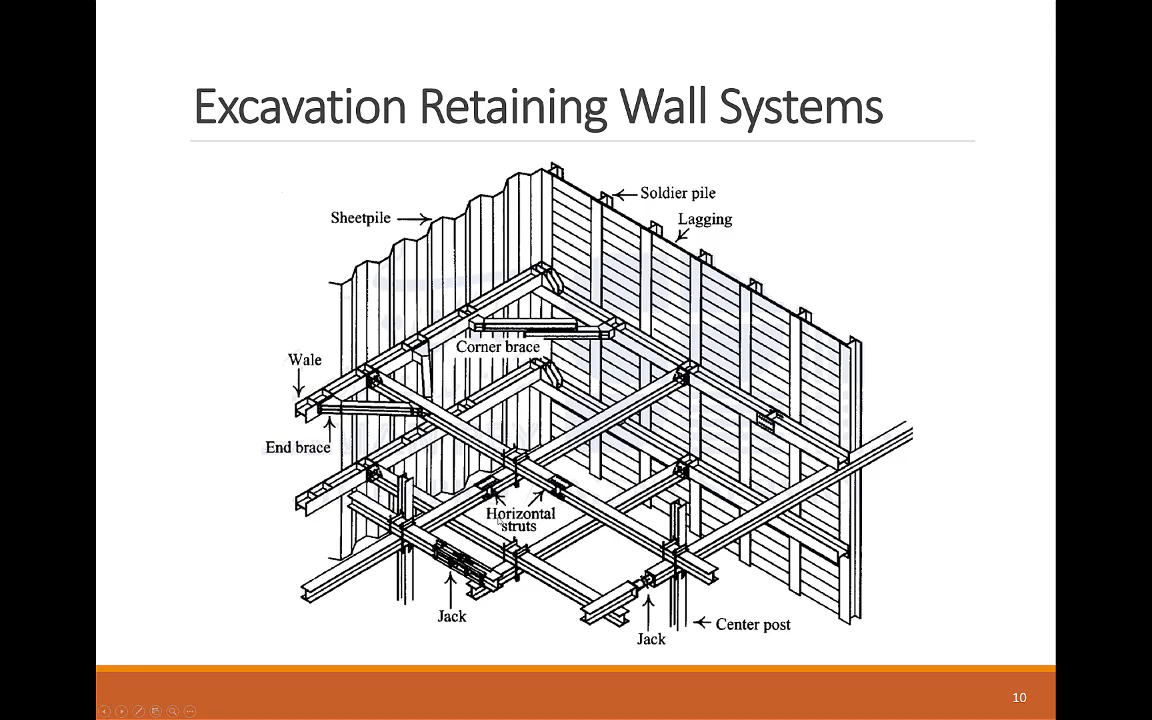 Excavation Retaining Wall Systems
Soldier pile
Sheetpile
Lagging
Corner brace
Wale
End brace
Horizontal
struts
Jack
Center post
Jack
10